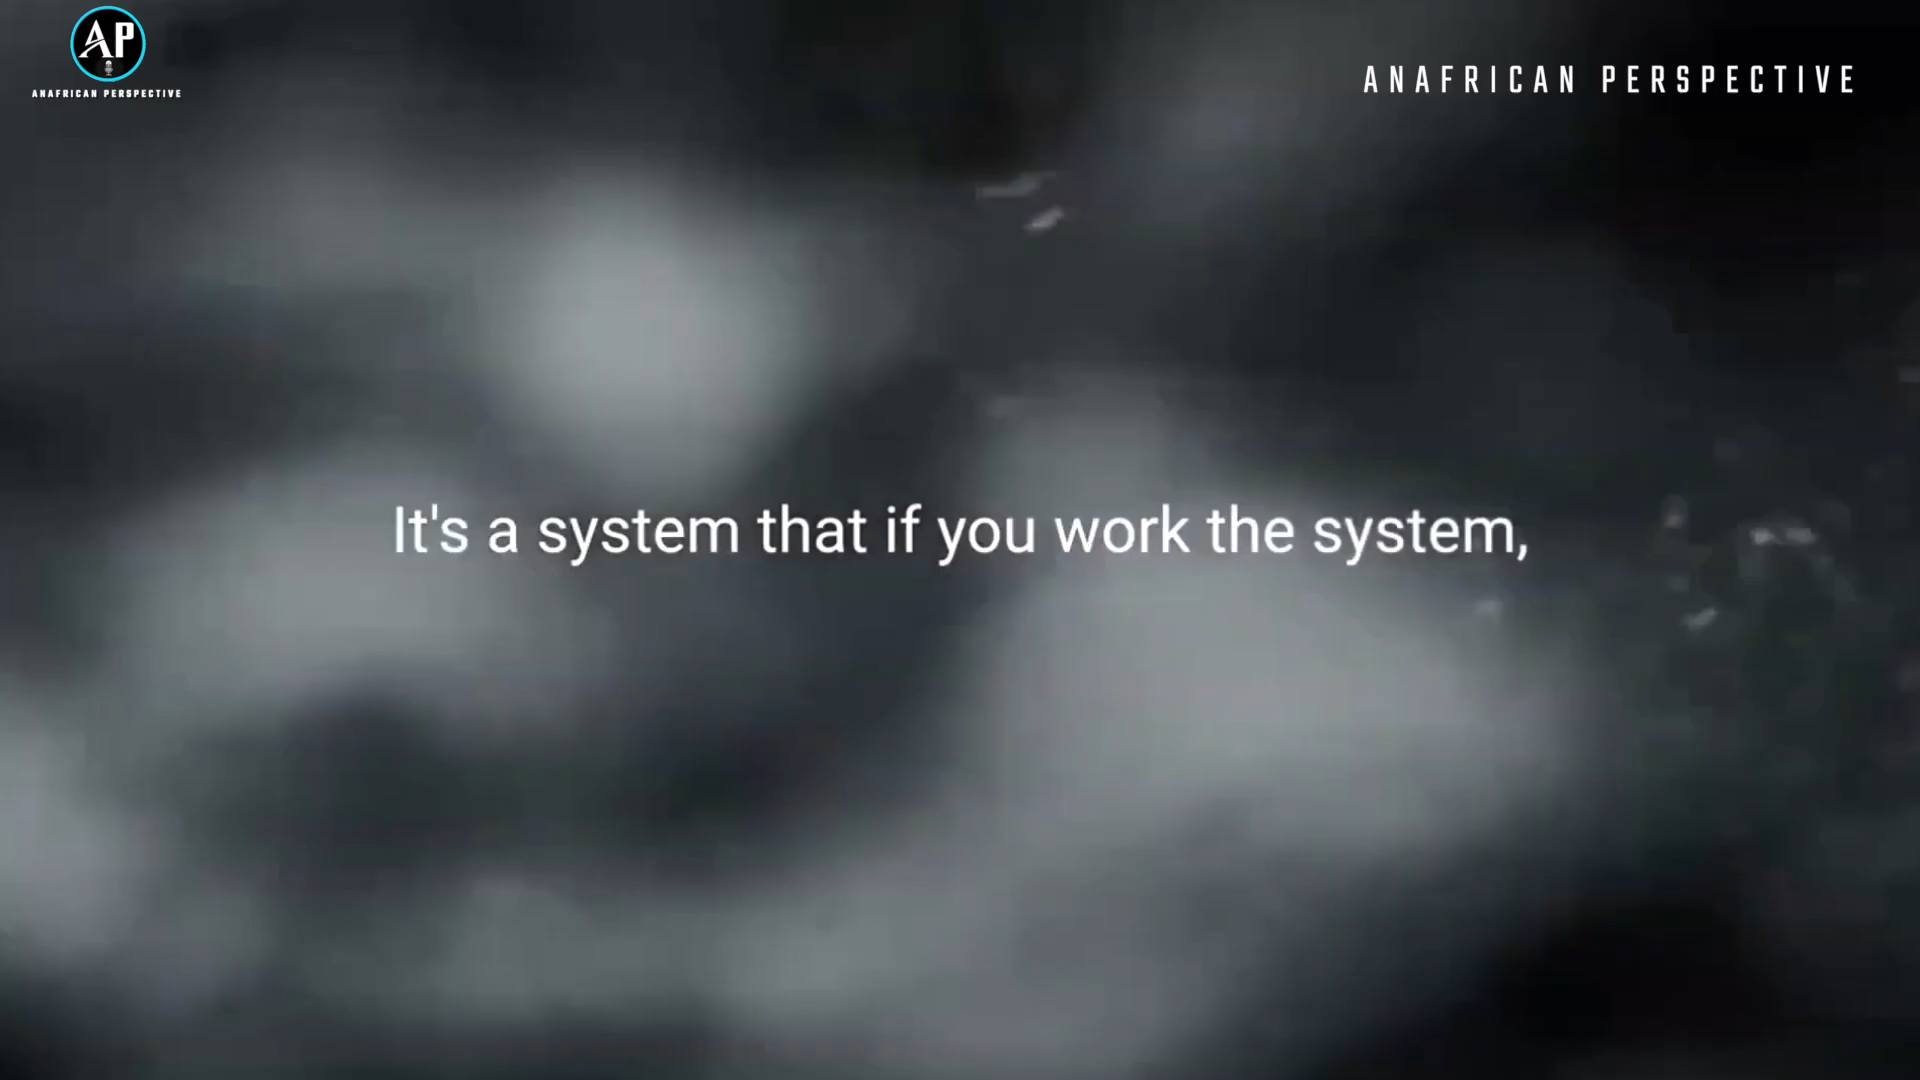 AP
ANAFRICAN PERSPECTIVE
ANAFRICAN PERSPECTIVE
It's a system that if you work the system,